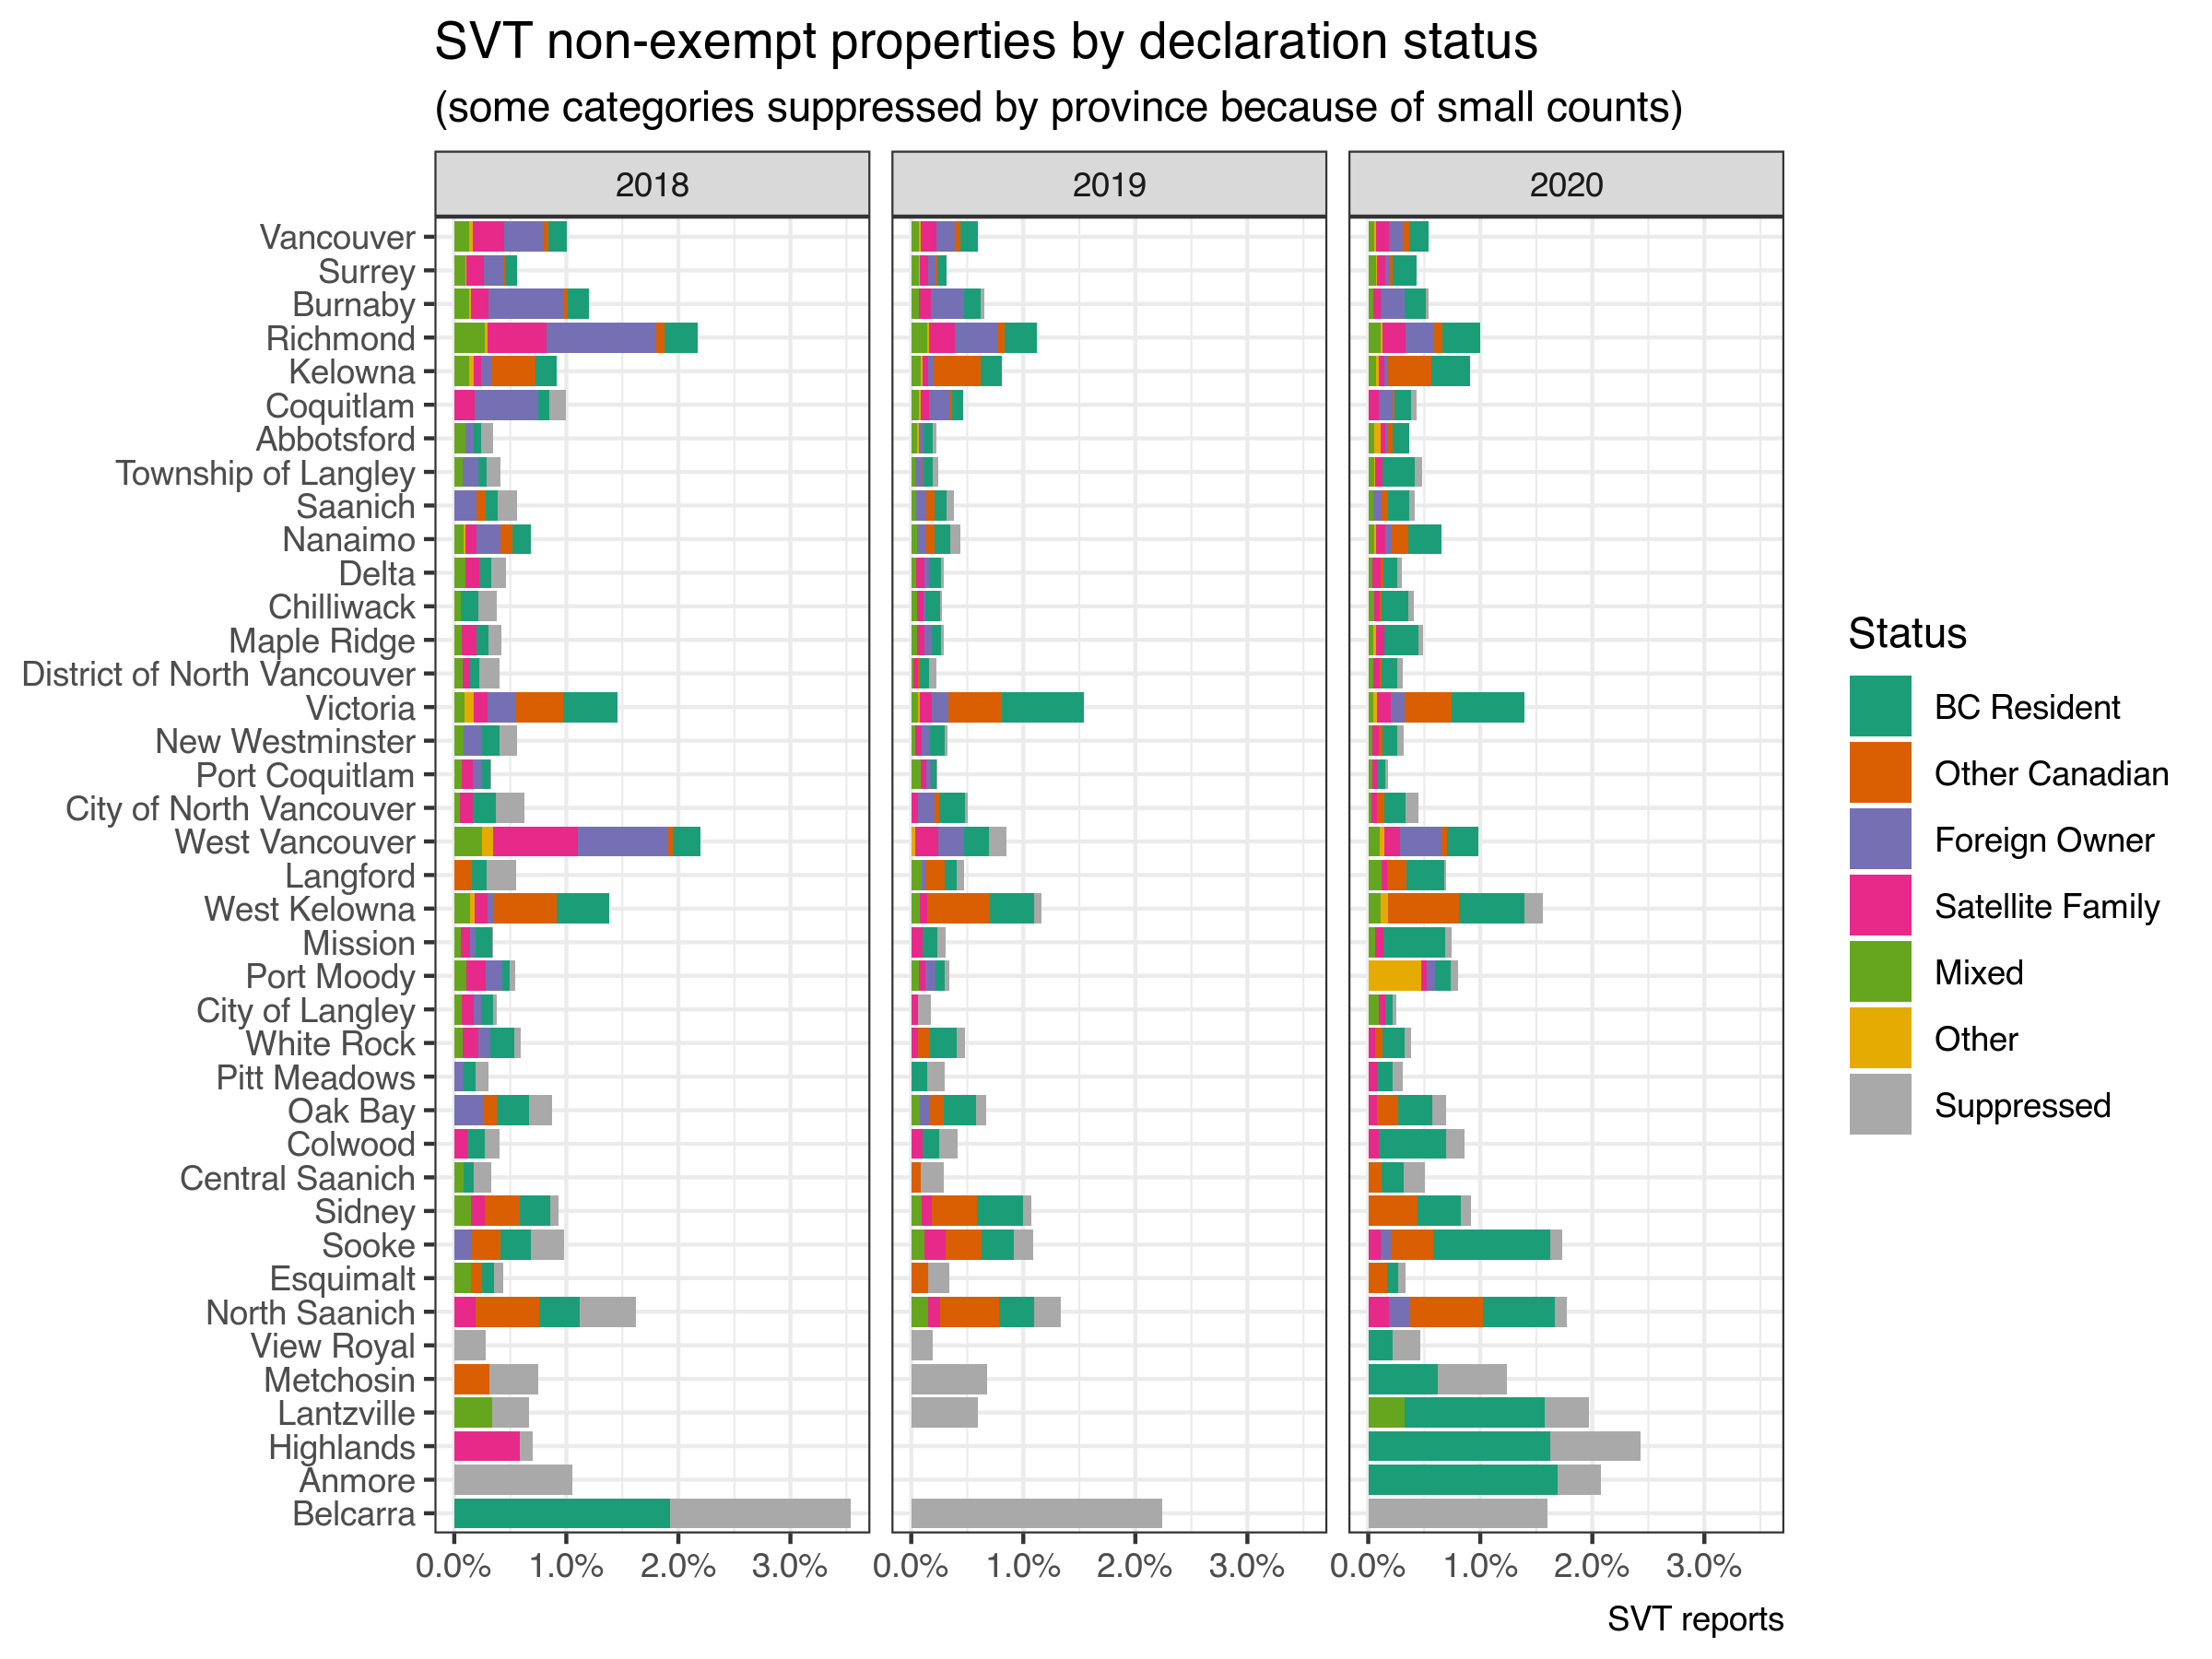 SVT non-exempt properties by declaration status
(some categories suppressed by province because of small counts)
2018
2019
2020
Vancouver
Surrey
Burnaby
Richmond
Kelowna
Coquitlam
Abbotsford
Township of Langley
Saanich
Nanaimo
Delta
Chilliwack
Maple Ridge
District of North Vancouver
Victoria
New Westminster
Port Coquitlam
City of North Vancouver
West Vancouver
Langford
West Kelowna
Mission
Port Moody
City of Langley
White Rock
Pitt Meadows
Oak Bay
Colwood
Central Saanich
Sidney
Sooke
Esquimalt
North Saanich
View Royal
Metchosin
Lantzville
Highlands
Anmore
Belcarra
0.0% 1.0% 2.0% 3.0%
0.0% 1.0% 2.0% 3.0%
0.0% 1.0% 2.0% 3.0%
SVT reports
Status
BC Resident
Other Canadian
Foreign Owner
Satellite Family
Mixed
Other
Suppressed